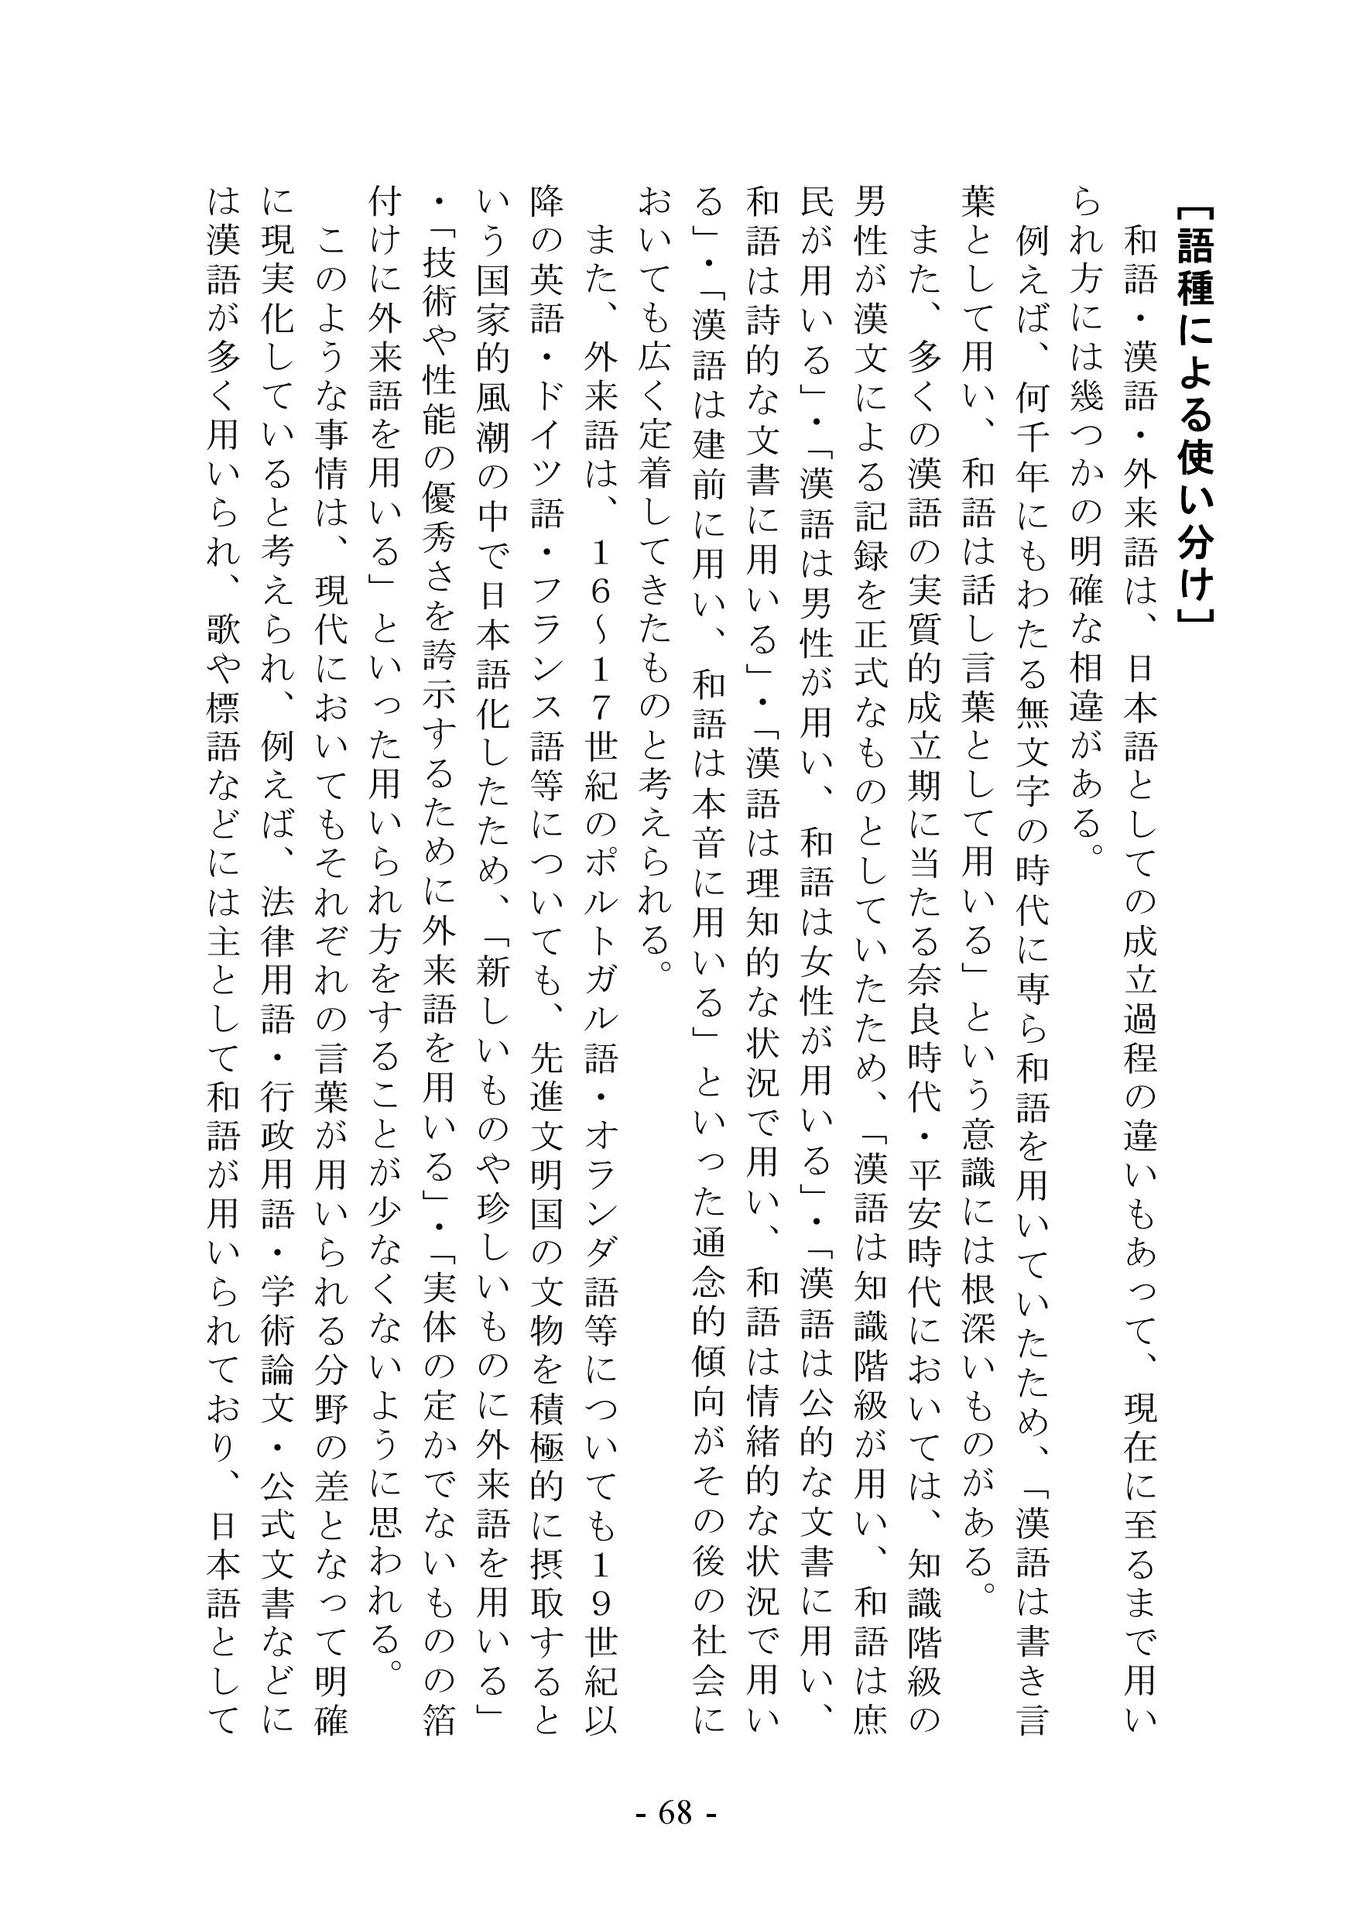 ［語種による使い分け］
　和語・漢語・外来語は、日本語としての成立過程の違いもあって、現在に至るまで用い
られ方には幾つかの明確な相違がある。
　例えば、何千年にもわたる無文字の時代に専ら和語を用いていたため、「漢語は書き言
葉として用い、和語は話し言葉として用いる」という意識には根深いものがある。
　また、多くの漢語の実質的成立期に当たる奈良時代・平安時代においては、知識階級の
男性が漢文による記録を正式なものとしていたため、「漢語は知識階級が用い、和語は庶
民が用いる」・「漢語は男性が用い、和語は女性が用いる」・「漢語は公的な文書に用い、
和語は詩的な文書に用いる」・「漢語は理知的な状況で用い、和語は情緒的な状況で用い
る」・「漢語は建前に用い、和語は本音に用いる」といった通念的傾向がその後の社会に
おいても広く定着してきたものと考えられる。
　また、外来語は、１６～１７世紀のポルトガル語・オランダ語等についても１９世紀以
降の英語・ドイツ語・フランス語等についても、先進文明国の文物を積極的に摂取すると
いう国家的風潮の中で日本語化したため、「新しいものや珍しいものに外来語を用いる」
・「技術や性能の優秀さを誇示するために外来語を用いる」・「実体の定かでないものの箔
付けに外来語を用いる」といった用いられ方をすることが少なくないように思われる。
　このような事情は、現代においてもそれぞれの言葉が用いられる分野の差となって明確
に現実化していると考えられ、例えば、法律用語・行政用語・学術論文・公式文書などに
は漢語が多く用いられ、歌や標語などには主として和語が用いられており、日本語として
- 68 -